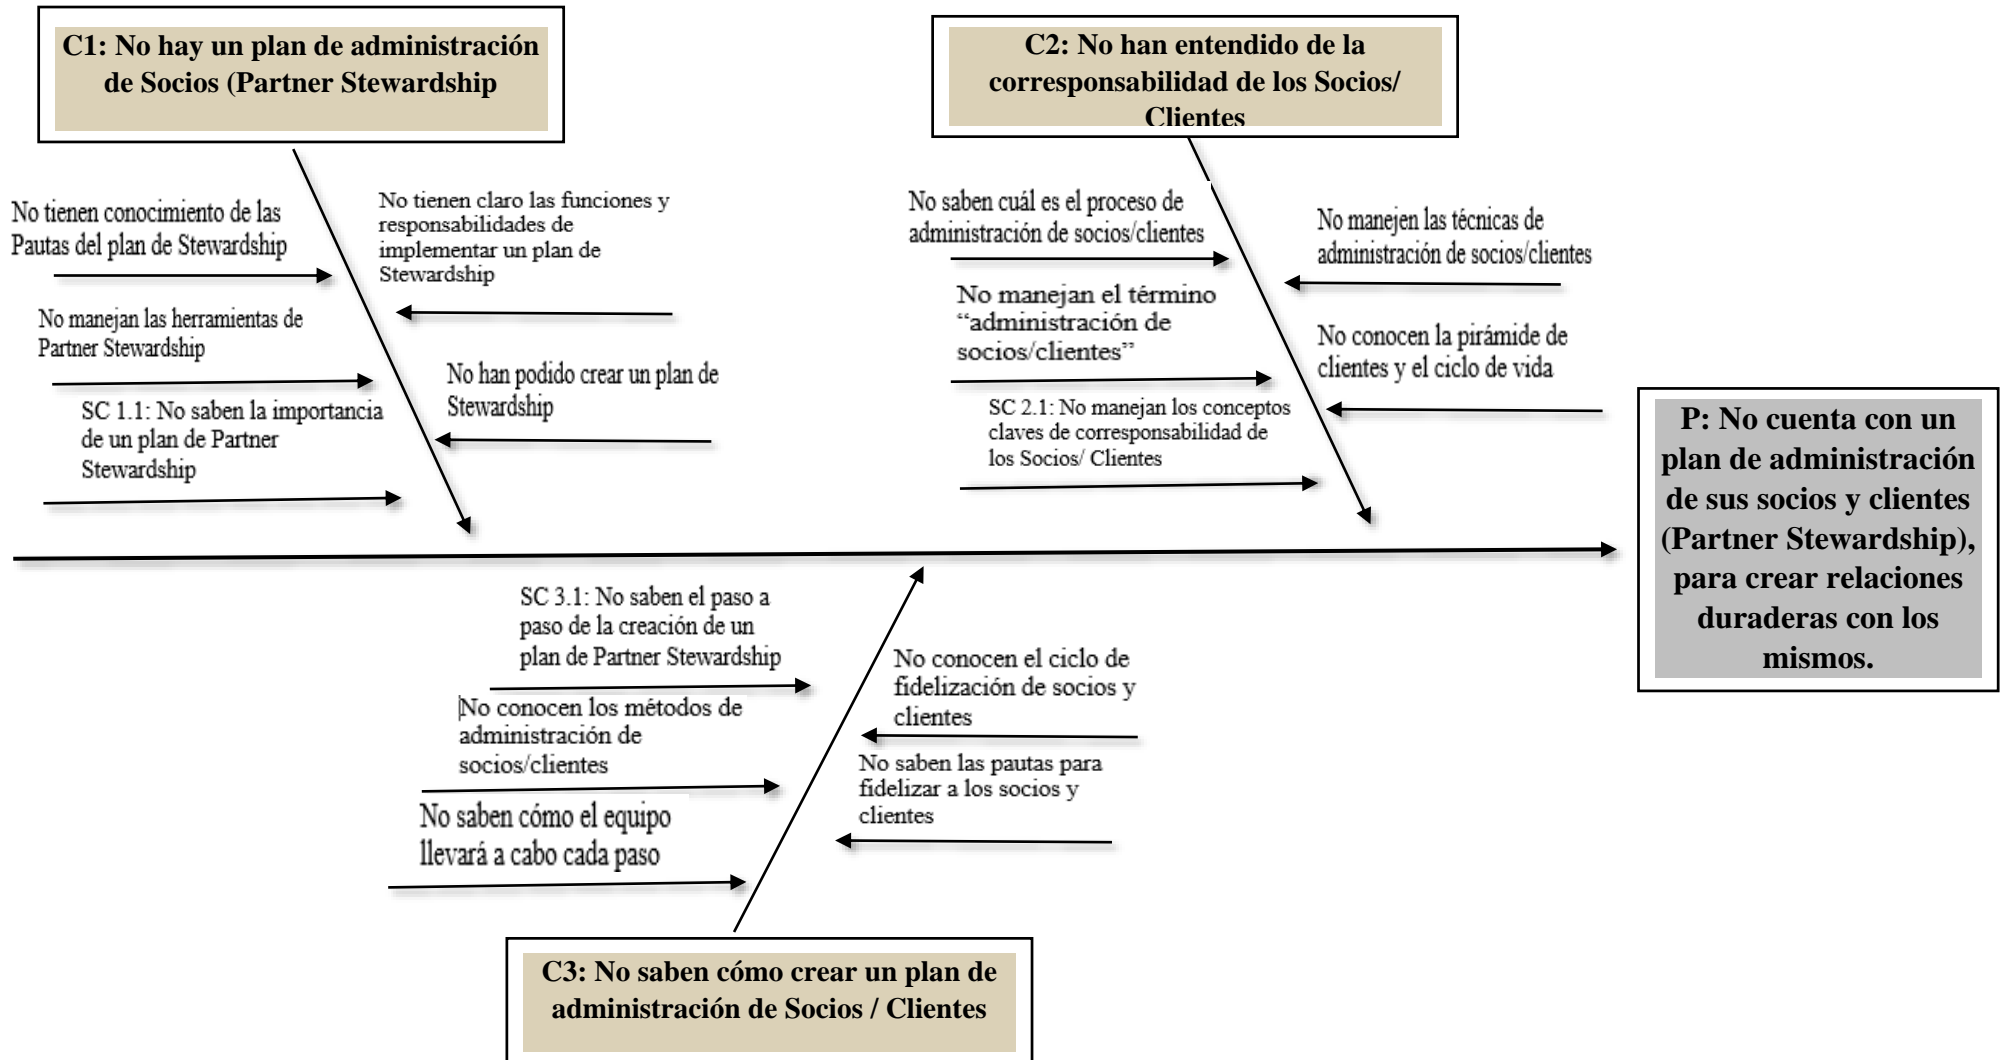 C1: No hay un plan de administración
de Socios (Partner Stewardship
C2: No han entendido de la
corresponsabilidad de los Socios/
Clientes
No tienen conocimiento de las
Pautas del plan de Stewardship
No tienen claro las funciones y
responsabilidades de
implementar un plan de
Stewardship
No manejan las herramientas de
Partner Stewardship
No han podido crear un plan de
Stewardship
SC 1.1: No saben la importancia
de un plan de Partner
Stewardship
No saben cuál es el proceso de
administración de socios/clientes
No manejen las técnicas de
administración de socios/clientes
No manejan el término
“administración de
socios/clientes”
No conocen la pirámide de
clientes y el ciclo de vida
SC 2.1: No manejan los conceptos
claves de corresponsabilidad de
los Socios/ Clientes
P: No cuenta con un
plan de administración
de sus socios y clientes
(Partner Stewardship),
para crear relaciones
duraderas con los
mismos.
SC 3.1: No saben el paso a
paso de la creación de un
plan de Partner Stewardship
No conocen el ciclo de
fidelización de socios y
clientes
No conocen los métodos de
administración de
socios/clientes
No saben las pautas para
fidelizar a los socios y
clientes
No saben cómo el equipo
llevará a cabo cada paso
C3: No saben cómo crear un plan de
administración de Socios / Clientes